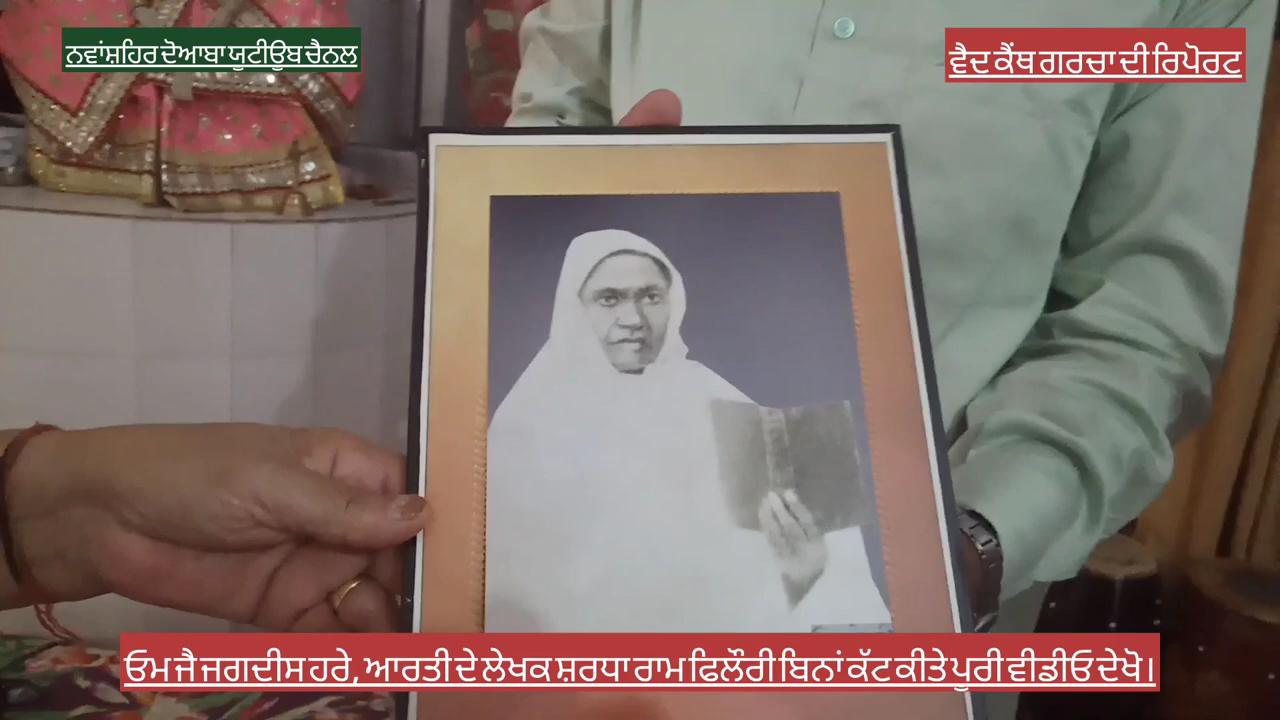 ਨਵਾਂਸ਼ਹਿਰ ਦੋਆਬਾ ਯੂਟੀਊਬ ਚੈਨਲ
ਵੈਦ ਕੈਂਥ ਗਰਚਾ ਦੀ ਰਿਪੋਰਟ
ਓਮ ਜੈ ਜਗਦੀਸ ਹਰੇ, ਆਰਤੀ ਦੇ ਲੇਖਕ ਸ਼ਰਧਾ ਰਾਮ ਫਿਲੌਰੀ ਬਿਨਾਂ ਕੱਟ ਕੀਤੇ ਪੂਰੀ ਵੀਡੀਓ ਦੇਖੋ।